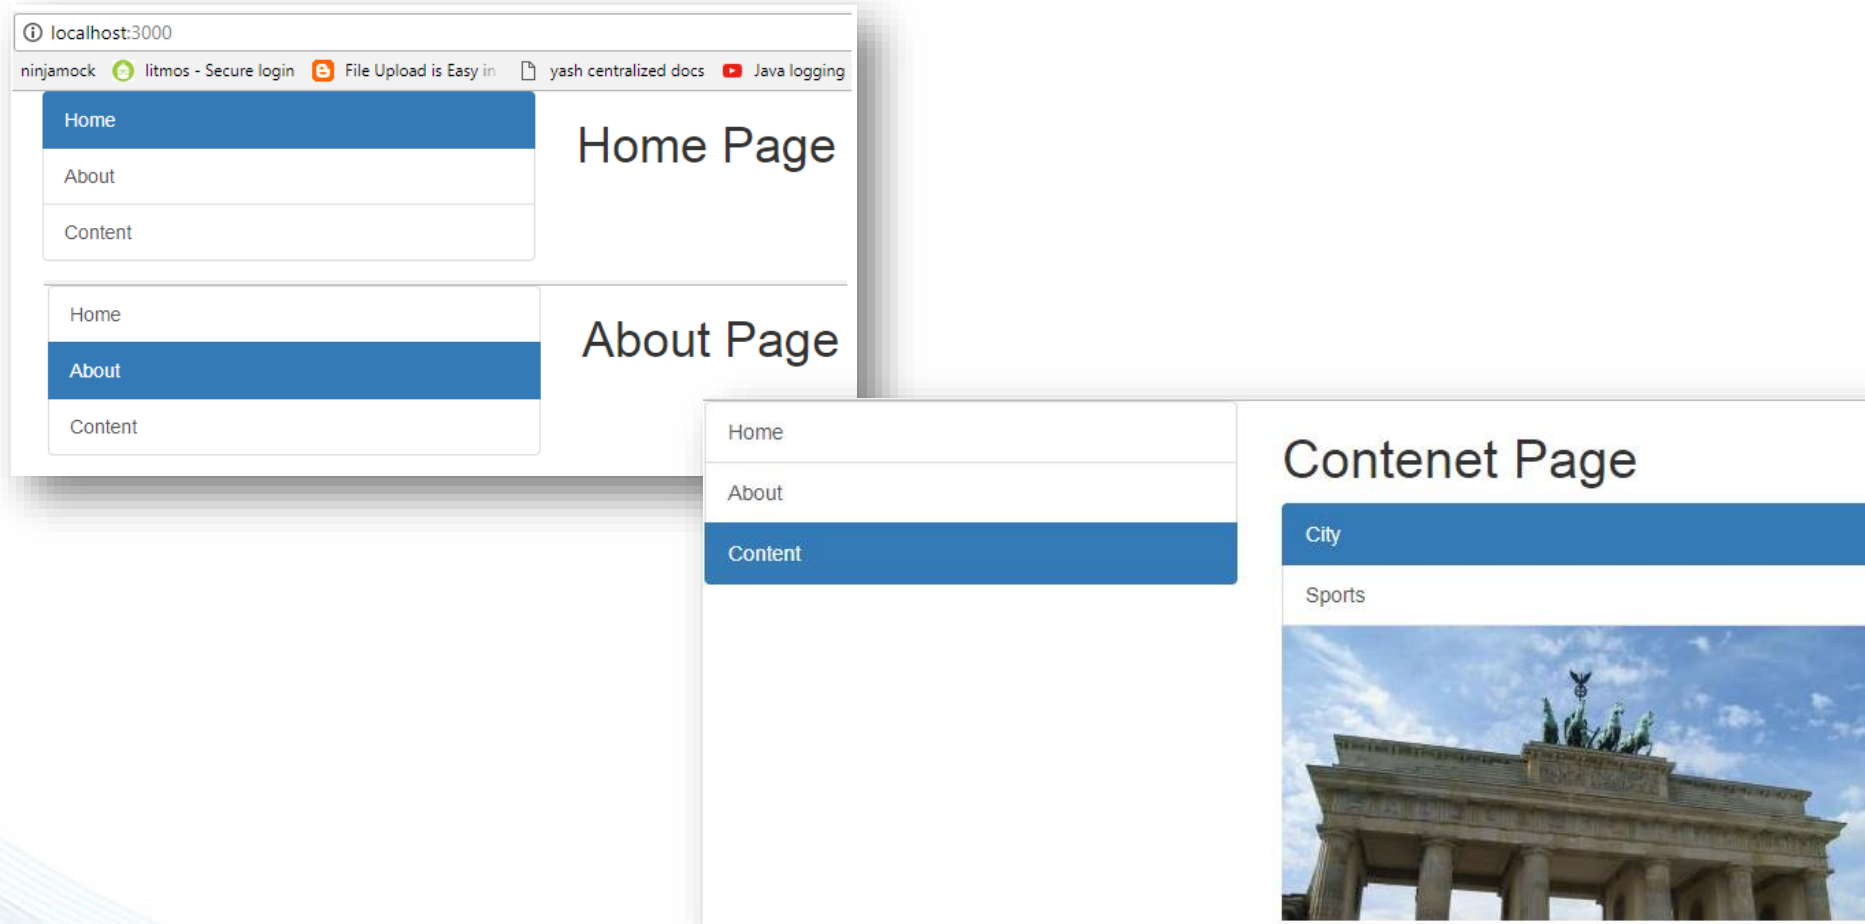 localhost:3000
ninjamock litmos - Secure login File Upload is Easy in yash centralized docs Java logging
Home
About
Content
Home Page
Home
About
Content
About Page
Home
About
Content
Contenet Page
City
Sports